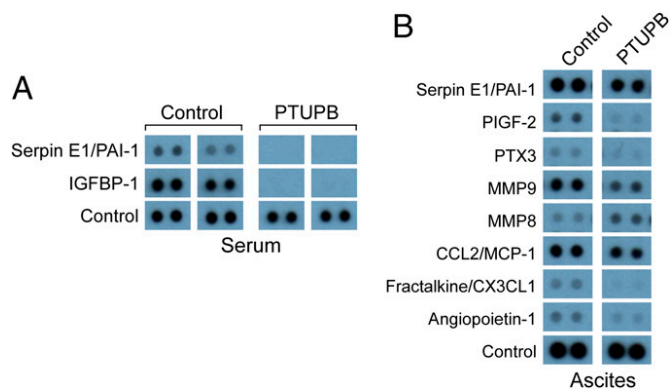 A
Control PTUPB
Serpin E1/PAI-1
IGFBP-1
Control
Serum
B
Control PTUPB
Serpin E1/PAI-1
PIGF-2
PTX3
MMP9
MMP8
CCL2/MCP-1
Fractalkine/CX3CL1
Angiopoietin-1
Control
Ascites